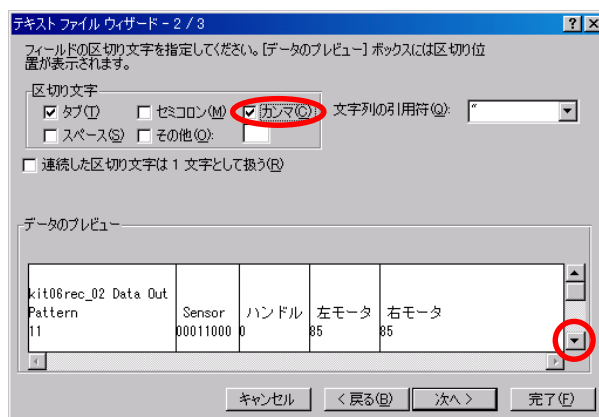 テキスト ファイル ウィザード - 2 / 3
フィールドの区切り文字を指定してください。[データのプレビュー] ボックスには区切り位
置が表示されます。
区切り文字
タブ(T) セミコロン(M) カンマ(C) 文字列の引用符(Q): "
スペース(S) その他(O):
連続した区切り文字は 1 文字として扱う(R)
データのプレビュー
kit06rec_02 Data Out
Pattern Sensor ハンドル 左モータ 右モータ
11 00011000 0 85 85
キャンセル < 戻る(B) 次へ > 完了(F)